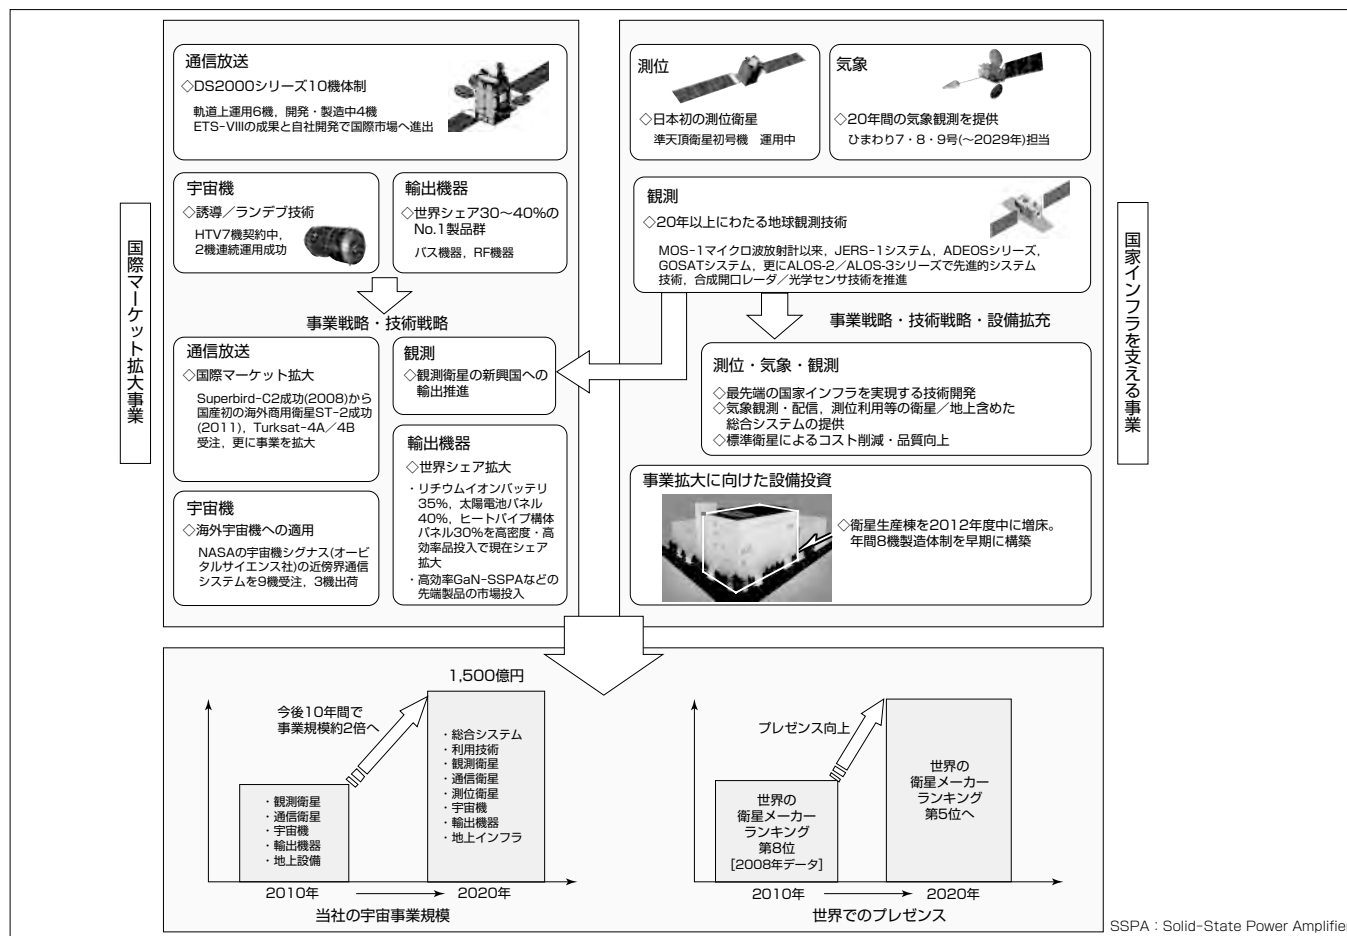 国際マーケット拡大事業
通信放送
◇DS2000シリーズ10機体制
軌道上運用6機，開発・製造中4機
ETS-VIIIの成果と自社開発で国際市場へ進出
宇宙機
◇誘導／ランデブ技術
HTV7機契約中，
2機連続運用成功
輸出機器
◇世界シェア30〜40%の
No.1製品群
バス機器，RF機器
事業戦略・技術戦略
通信放送
◇国際マーケット拡大
Superbird-C2成功(2008)から
国産初の海外商用衛星ST-2成功
(2011)，Turksat-4A／4B
受注，更に事業を拡大
観測
◇観測衛星の新興国への
輸出推進
宇宙機
◇海外宇宙機への適用
NASAの宇宙機シグナス(オービ
タルサイエンス社)の近傍界通信
システムを9機受注，3機出荷
輸出機器
◇世界シェア拡大
・リチウムイオンバッテリ
35%，太陽電池パネル
40%，ヒートパイプ構体
パネル30%を高密度・高
効率品投入で現在シェア
拡大
・高効率GaN-SSPAなどの
先端製品の市場投入
測位
◇日本初の測位衛星
準天頂衛星初号機　運用中
気象
◇20年間の気象観測を提供
ひまわり7・8・9号(〜2029年)担当
観測
◇20年以上にわたる地球観測技術
MOS-1マイクロ波放射計以来，JERS-1システム，ADEOSシリーズ，
GOSATシステム，更にALOS-2／ALOS-3シリーズで先進的システム
技術，合成開口レーダ／光学センサ技術を推進
事業戦略・技術戦略・設備拡充
測位・気象・観測
◇最先端の国家インフラを実現する技術開発
◇気象観測・配信，測位利用等の衛星／地上含めた
総合システムの提供
◇標準衛星によるコスト削減・品質向上
事業拡大に向けた設備投資
◇衛星生産棟を2012年度中に増床。
年間8機製造体制を早期に構築
国家インフラを支える事業
1,500億円
今後10年間で
事業規模約2倍へ
・観測衛星
・通信衛星
・宇宙機
・輸出機器
・地上設備
・総合システム
・利用技術
・観測衛星
・通信衛星
・測位衛星
・宇宙機
・輸出機器
・地上インフラ
2010年
2020年
当社の宇宙事業規模
プレゼンス向上
世界の
衛星メーカー
ランキング
第8位
[2008年データ]
世界の
衛星メーカー
ランキング
第5位へ
2010年
2020年
世界でのプレゼンス
SSPA：Solid-State Power Amplifier